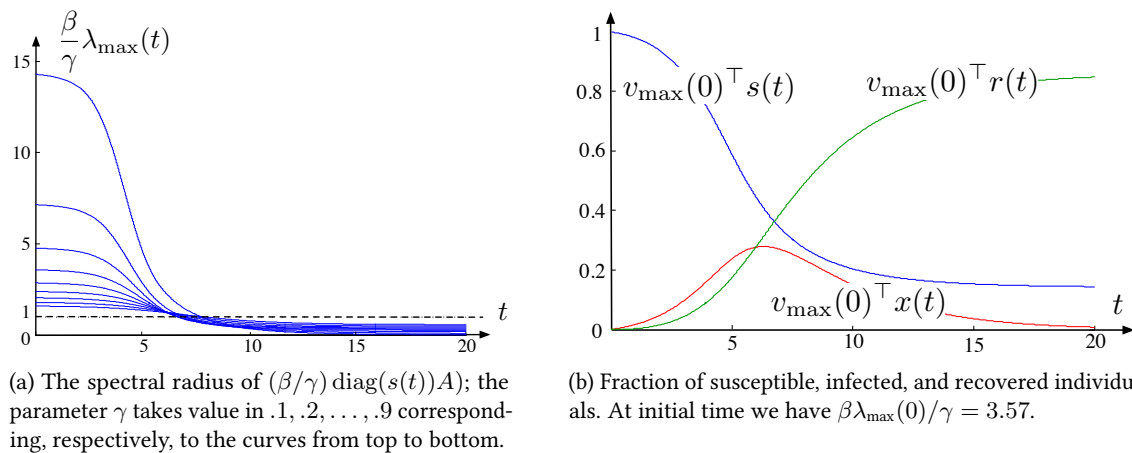 β/γ λmax(t)
15
10
5
1
0
5
10
15
20
t
(a) The spectral radius of (β/γ) diag(s(t))A); the
parameter γ takes value in .1, .2, . . . , .9 correspond-
ing, respectively, to the curves from top to bottom.
1
0.8
0.6
0.4
0.2
0
vmax(0)⊤s(t)
vmax(0)⊤r(t)
vmax(0)⊤x(t)
5
10
15
20
t
(b) Fraction of susceptible, infected, and recovered individu-
als. At initial time we have βλmax(0)/γ = 3.57.